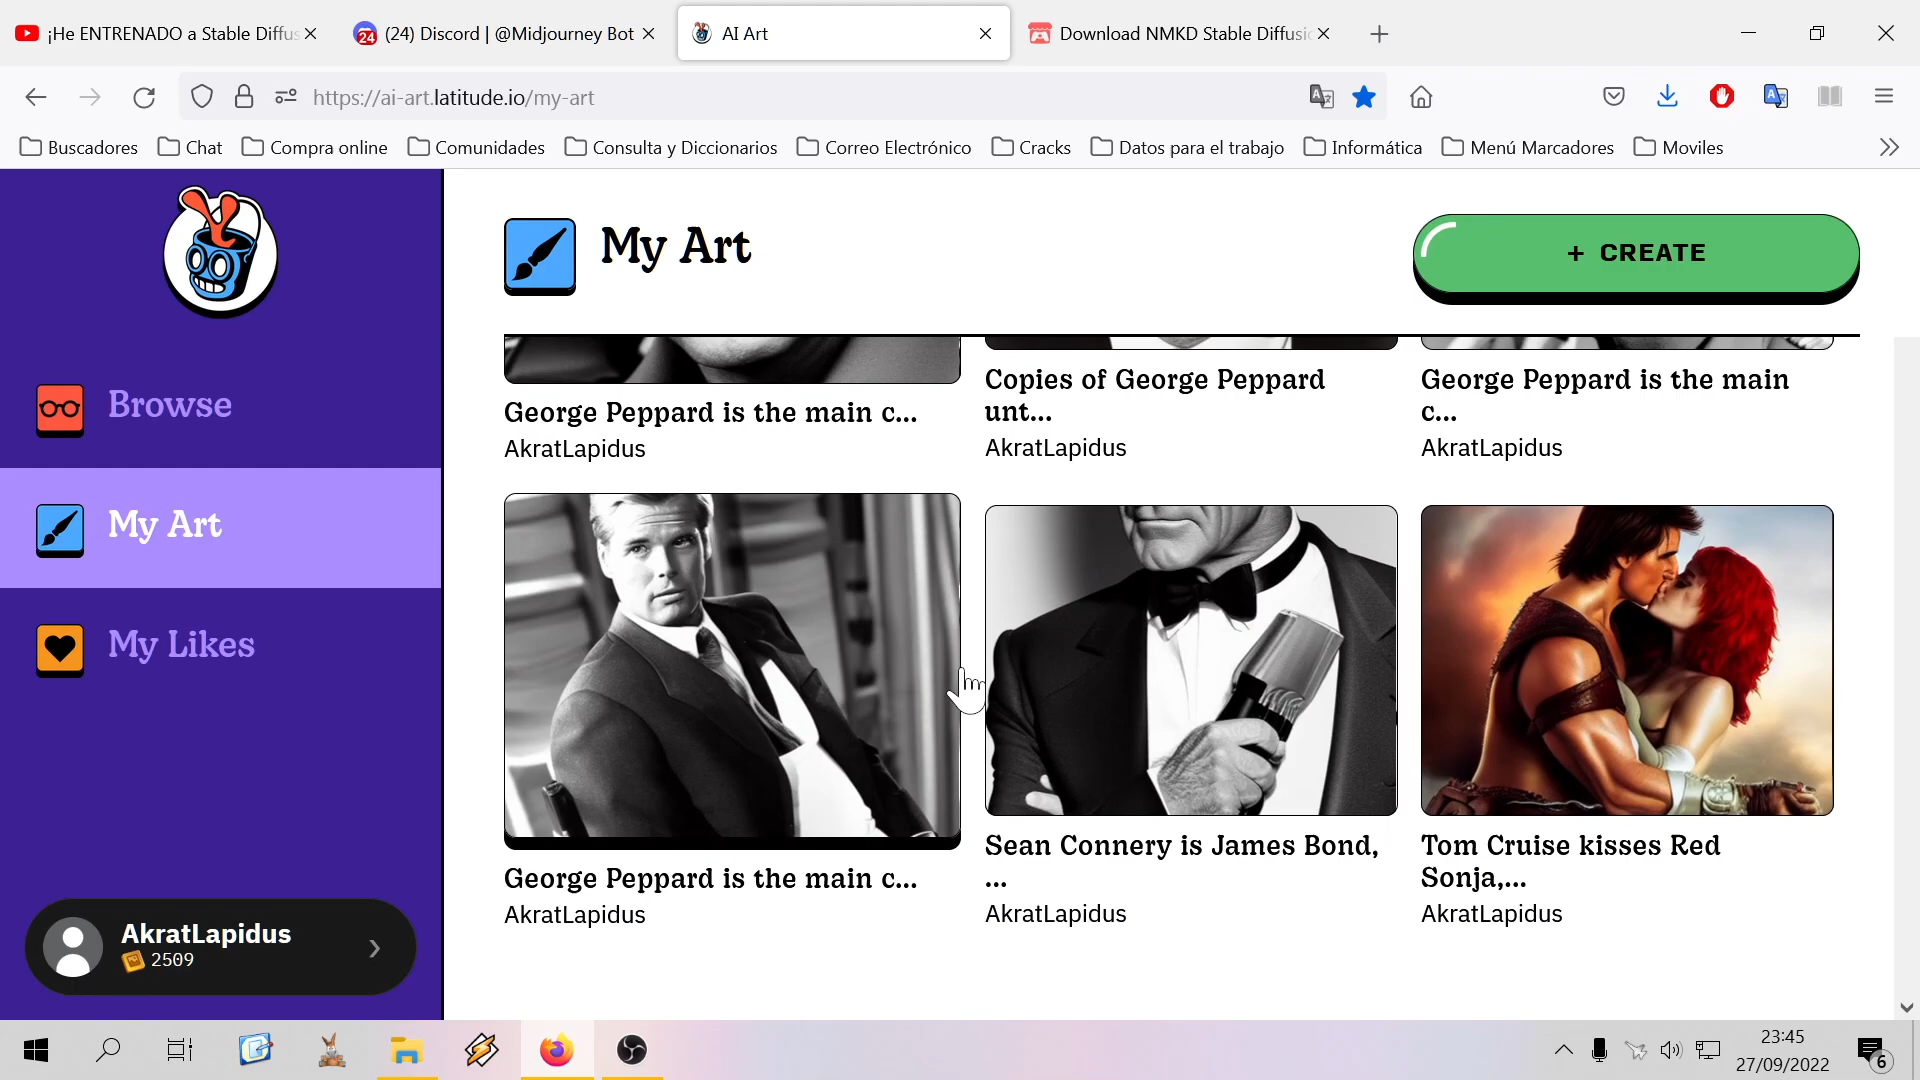 ¡He ENTRENADO a Stable Diffus
(24) Discord | @Midjourney Bot
AI Art
Download NMKD Stable Diffusi
https://ai-art.latitude.io/my-art
Buscadores
Chat
Compra online
Comunidades
Consulta y Diccionarios
Correo Electrónico
Cracks
Datos para el trabajo
Informática
Menú Marcadores
Moviles
My Art
+ CREATE
Browse
My Art
My Likes
AkratLapidus
2509
George Peppard is the main c...
AkratLapidus
Copies of George Peppard
unt...
AkratLapidus
George Peppard is the main
c...
AkratLapidus
George Peppard is the main c...
AkratLapidus
Sean Connery is James Bond,
...
AkratLapidus
Tom Cruise kisses Red
Sonja,...
AkratLapidus
23:45
27/09/2022
6